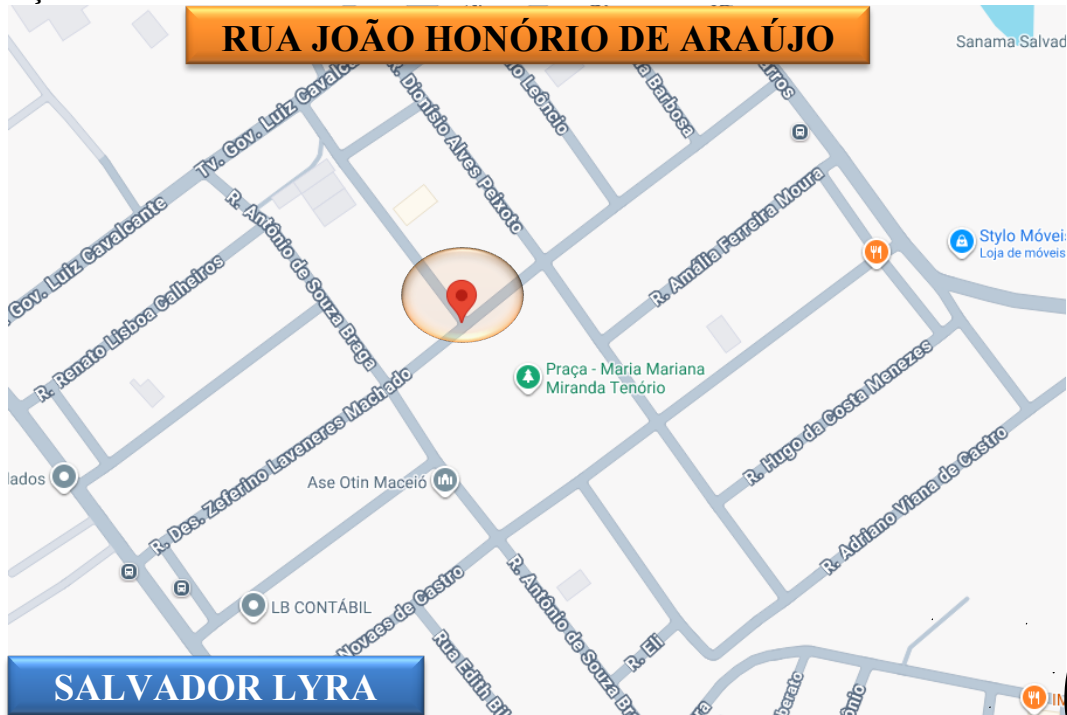 RUA JOÃO HONÓRIO DE ARAÚJO
Sanama Salvad
Tv. Gov. Luiz Cavalcante
R. Dionísio Alves Peixoto
Leôncio
Barbosa
R. Antônio de Souza Braga
R. Amália Ferreira Moura
Stylo Móveis
Loja de móveis
Gov. Luiz Cavalcante
R. Renato Lisboa Calheiros
Praça - Maria Mariana
Miranda Tenório
R. Des. Zeferino Laveneres Machado
R. Hugo da Costa Menezes
lados
Ase Otin Maceió
R. Adriano Viana de Castro
LB CONTÁBIL
Novaes de Castro
R. Antônio de Souza Br
Rua Edith
R. Eli
SALVADOR LYRA